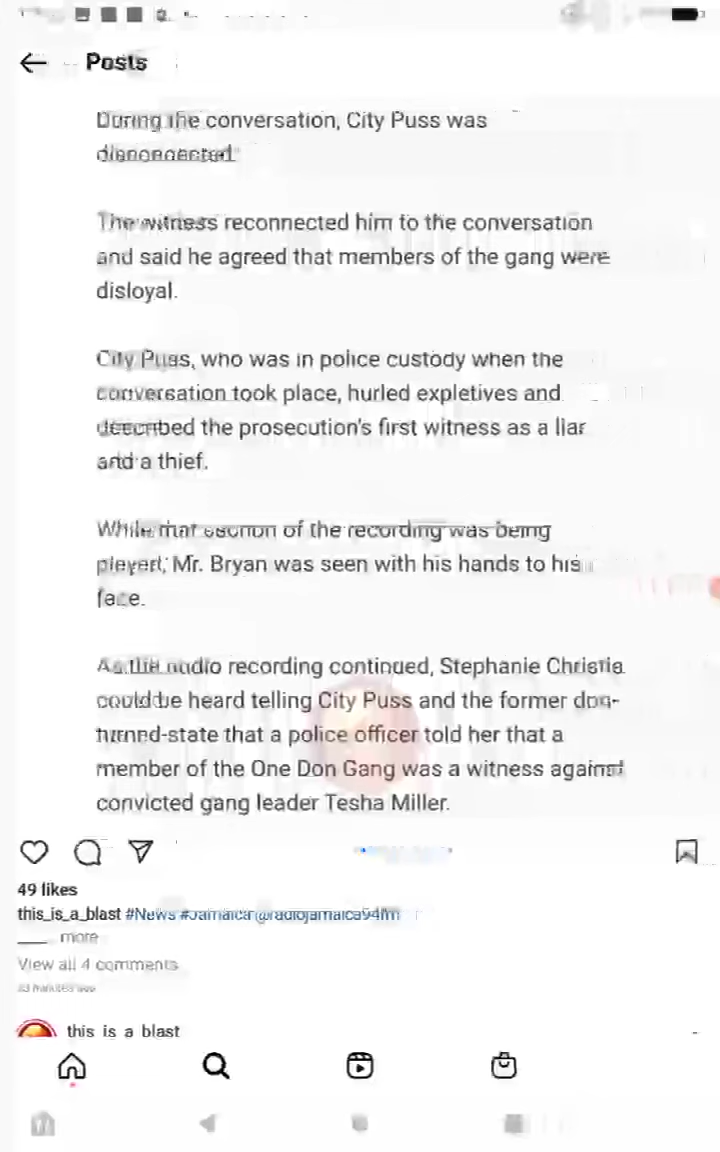 Posts
During the conversation, City Puss was
disconnected.
The witness reconnected him to the conversation
and said he agreed that members of the gang were
disloyal.
City Puss, who was in police custody when the
conversation took place, hurled expletives and
described the prosecution's first witness as a liar
and a thief.
While that section of the recording was being
played, Mr. Bryan was seen with his hands to his
face.
As the audio recording continued, Stephanie Christie
could be heard telling City Puss and the former don-
turned-state that a police officer told her that a
member of the One Don Gang was a witness against
convicted gang leader Tesha Miller.
49 likes
this_is_a_blast #News #Jamaica @radiojamaica94fm
more
View all 4 comments
this_is_a_blast